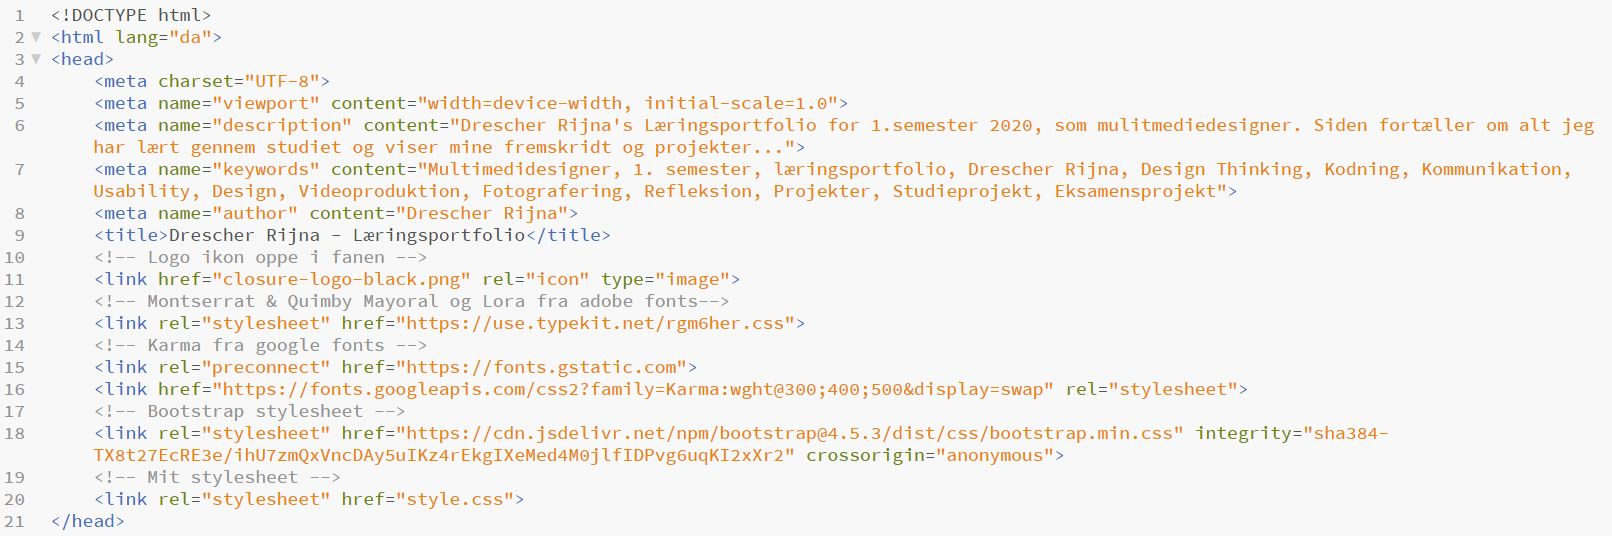 1 <!DOCTYPE html>
2 <html lang="da">
3 <head>
4 <meta charset="UTF-8">
5 <meta name="viewport" content="width=device-width, initial-scale=1.0">
6 <meta name="description" content="Drescher Rijna's Læringsportfolio for 1.semester 2020, som mulitmediedesigner. Siden fortæller om alt jeg
har lært gennem studiet og viser mine fremskridt og projekter...">
7 <meta name="keywords" content="Multimedidesigner, 1. semester, læringsportfolio, Drescher Rijna, Design Thinking, Kodning, Kommunikation,
Usability, Design, Videoproduktion, Fotografering, Refleksion, Projekter, Studieprojekt, Eksamensprojekt">
8 <meta name="author" content="Drescher Rijna">
9 <title>Drescher Rijna - Læringsportfolio</title>
10 <!-- Logo ikon oppe i fanen -->
11 <link href="closure-logo-black.png" rel="icon" type="image">
12 <!-- Montserrat & Quimby Mayoral og Lora fra adobe fonts-->
13 <link rel="stylesheet" href="https://use.typekit.net/rgm6her.css">
14 <!-- Karma fra google fonts -->
15 <link rel="preconnect" href="https://fonts.gstatic.com">
16 <link href="https://fonts.googleapis.com/css2?family=Karma:wght@300;400;500&display=swap" rel="stylesheet">
17 <!-- Bootstrap stylesheet -->
18 <link rel="stylesheet" href="https://cdn.jsdelivr.net/npm/bootstrap@4.5.3/dist/css/bootstrap.min.css" integrity="sha384-
TX8t27EcRE3e/ihU7zmQxVncDAy5uIKz4rEkgIXeMed4M0jlfIDPvg6uqKI2xXr2" crossorigin="anonymous">
19 <!-- Mit stylesheet -->
20 <link rel="stylesheet" href="style.css">
21 </head>